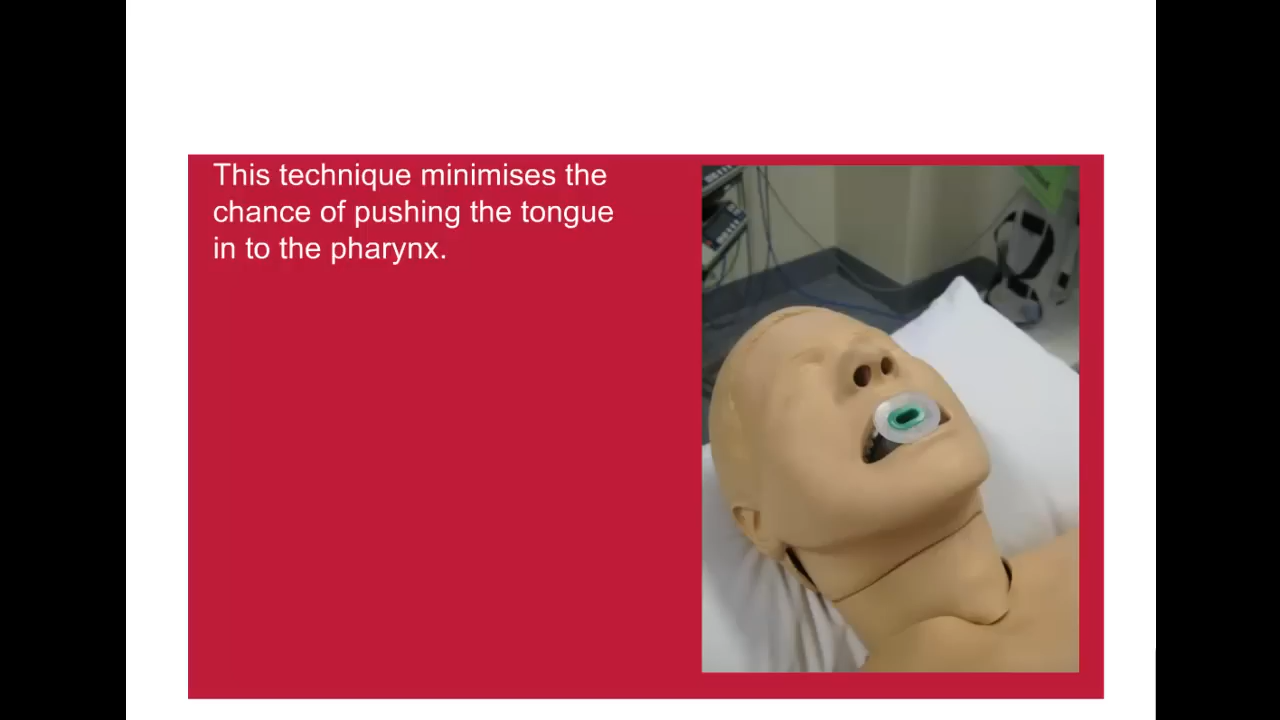 This technique minimises the
chance of pushing the tongue
in to the pharynx.